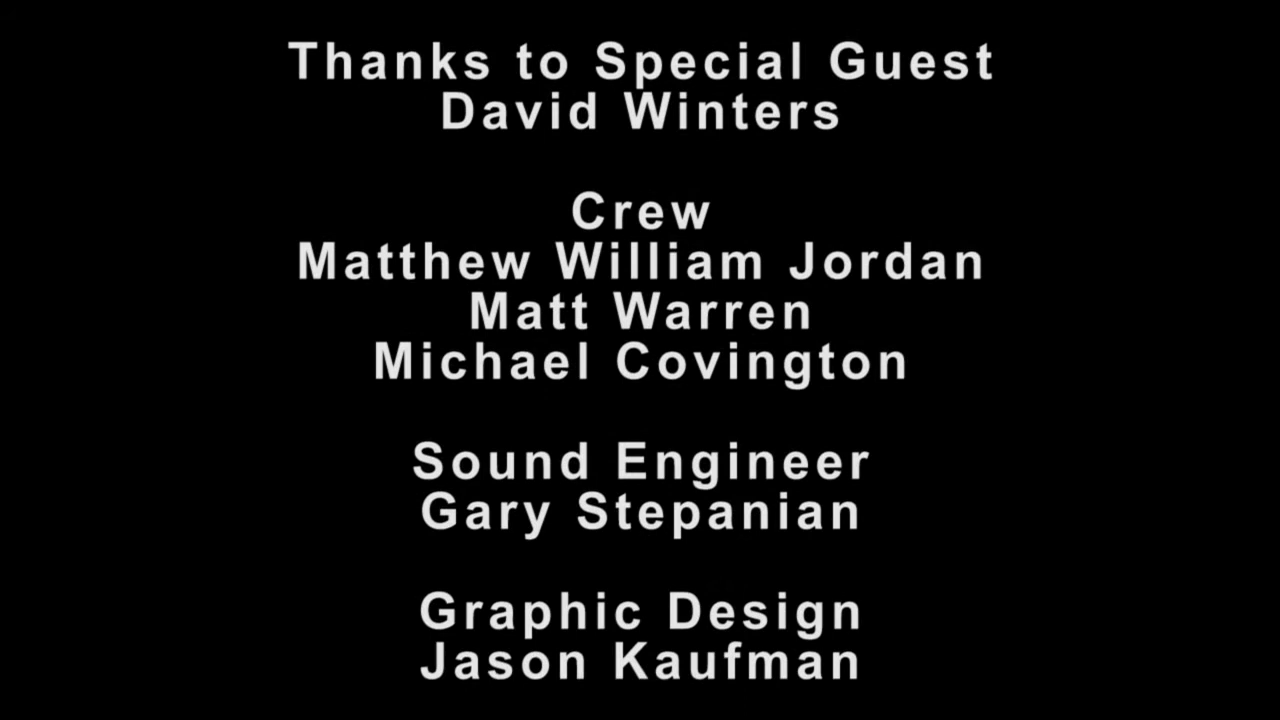 Thanks to Special Guest
David Winters
Crew
Matthew William Jordan
Matt Warren
Michael Covington
Sound Engineer
Gary Stepanian
Graphic Design
Jason Kaufman